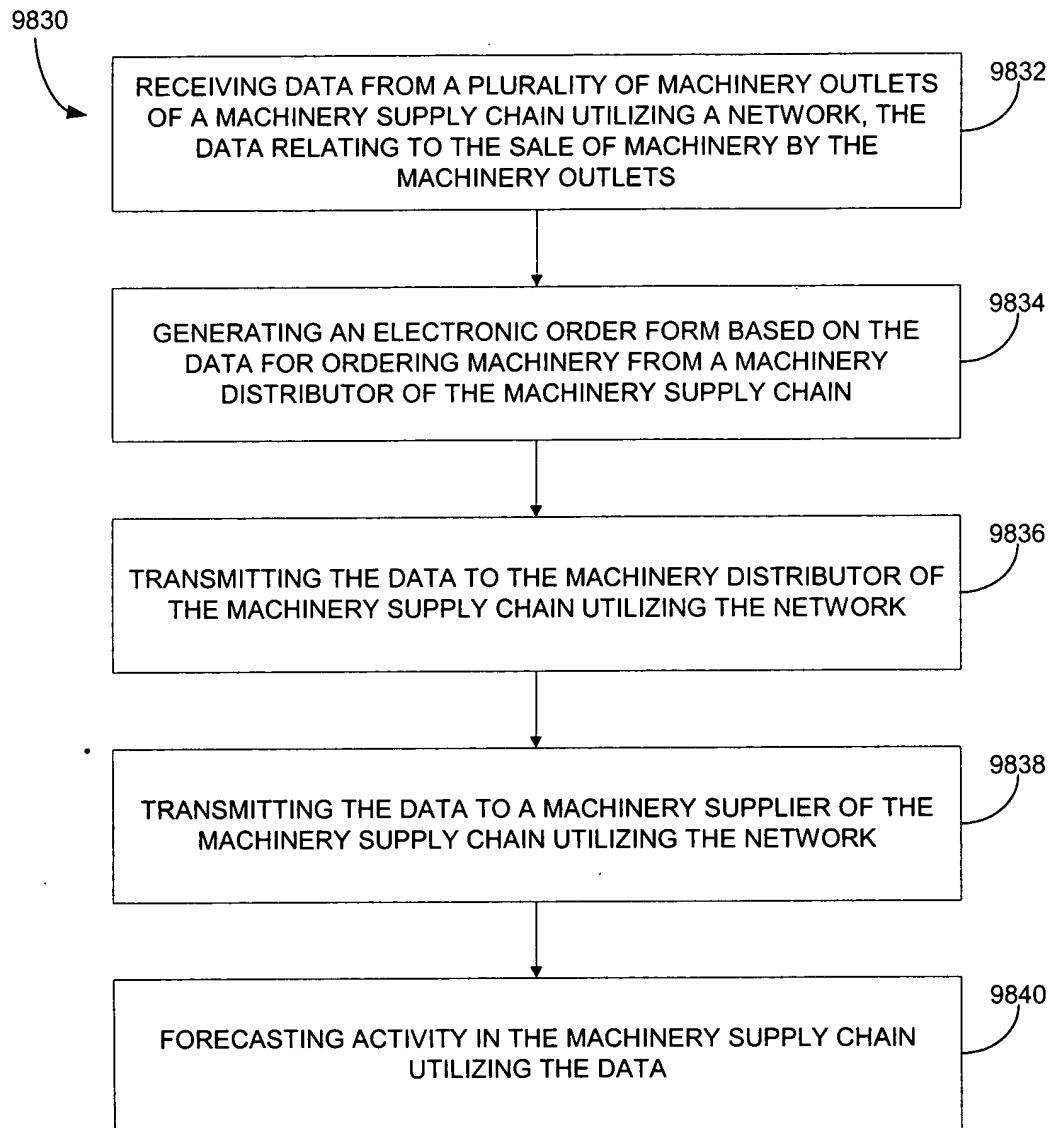 9830
RECEIVING DATA FROM A PLURALITY OF MACHINERY OUTLETS
OF A MACHINERY SUPPLY CHAIN UTILIZING A NETWORK, THE
DATA RELATING TO THE SALE OF MACHINERY BY THE
MACHINERY OUTLETS
9832
GENERATING AN ELECTRONIC ORDER FORM BASED ON THE
DATA FOR ORDERING MACHINERY FROM A MACHINERY
DISTRIBUTOR OF THE MACHINERY SUPPLY CHAIN
9834
TRANSMITTING THE DATA TO THE MACHINERY DISTRIBUTOR OF
THE MACHINERY SUPPLY CHAIN UTILIZING THE NETWORK
9836
TRANSMITTING THE DATA TO A MACHINERY SUPPLIER OF THE
MACHINERY SUPPLY CHAIN UTILIZING THE NETWORK
9838
FORECASTING ACTIVITY IN THE MACHINERY SUPPLY CHAIN
UTILIZING THE DATA
9840